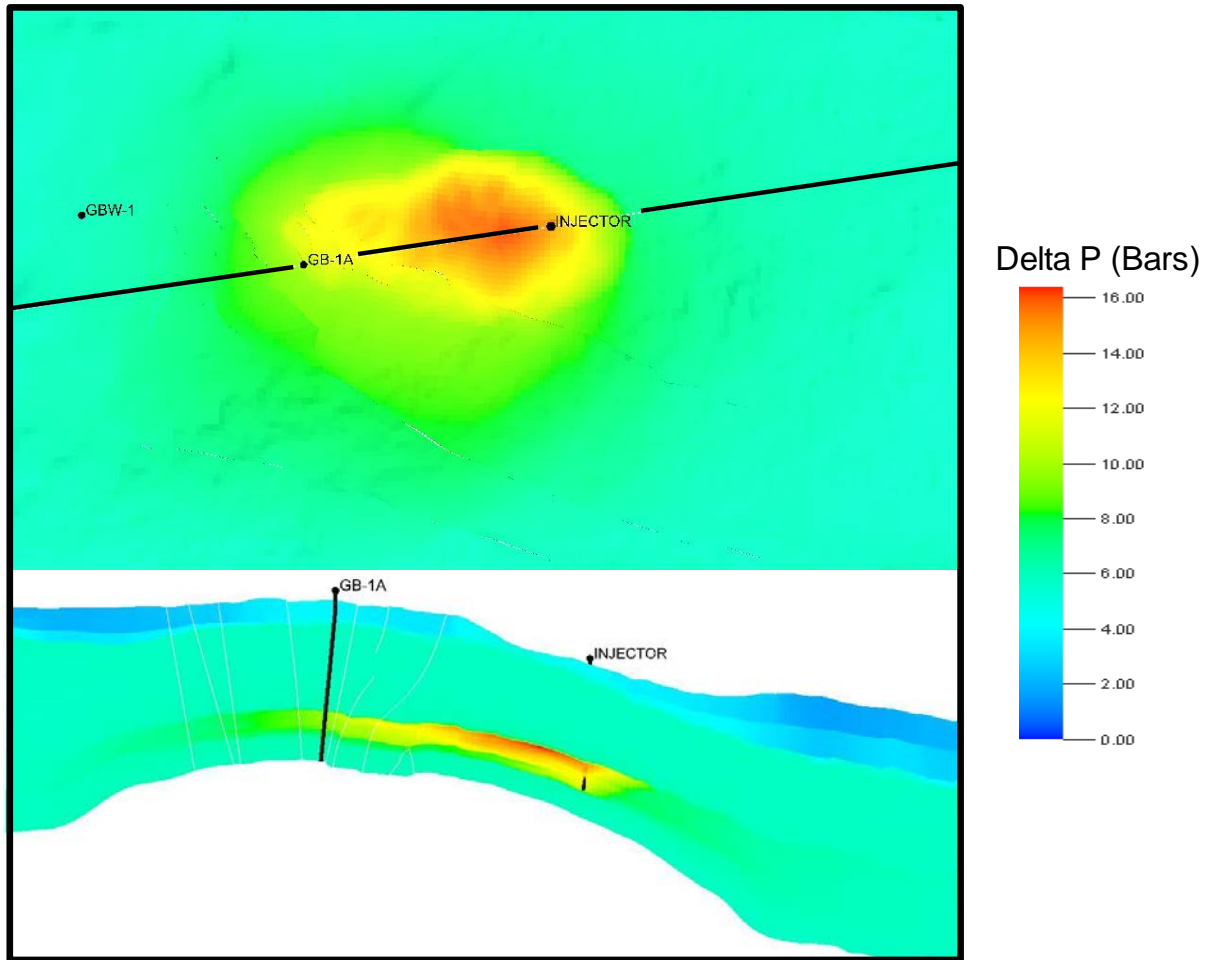 GBW-1
INJECTOR
GB-1A
Delta P (Bars)
16.00
14.00
12.00
10.00
8.00
6.00
4.00
2.00
0.00
GB-1A
INJECTOR